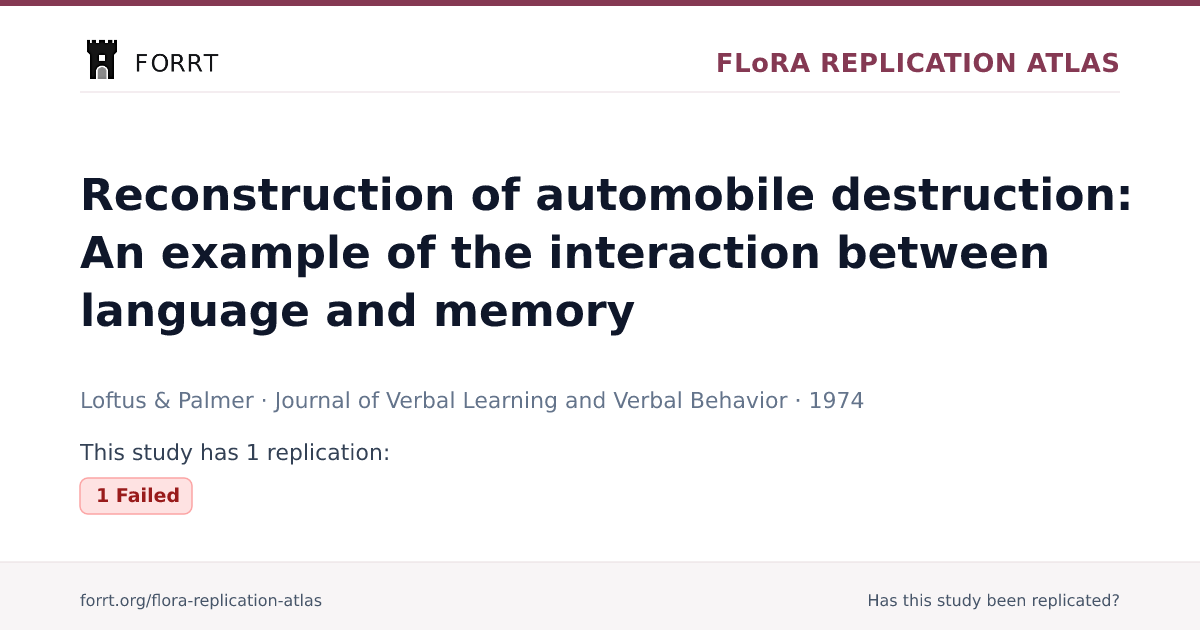 FORRT
FLoRA REPLICATION ATLAS
Reconstruction of automobile destruction:
An example of the interaction between
language and memory
Loftus & Palmer · Journal of Verbal Learning and Verbal Behavior · 1974
This study has 1 replication:
1 Failed
forrt.org/flora-replication-atlas
Has this study been replicated?